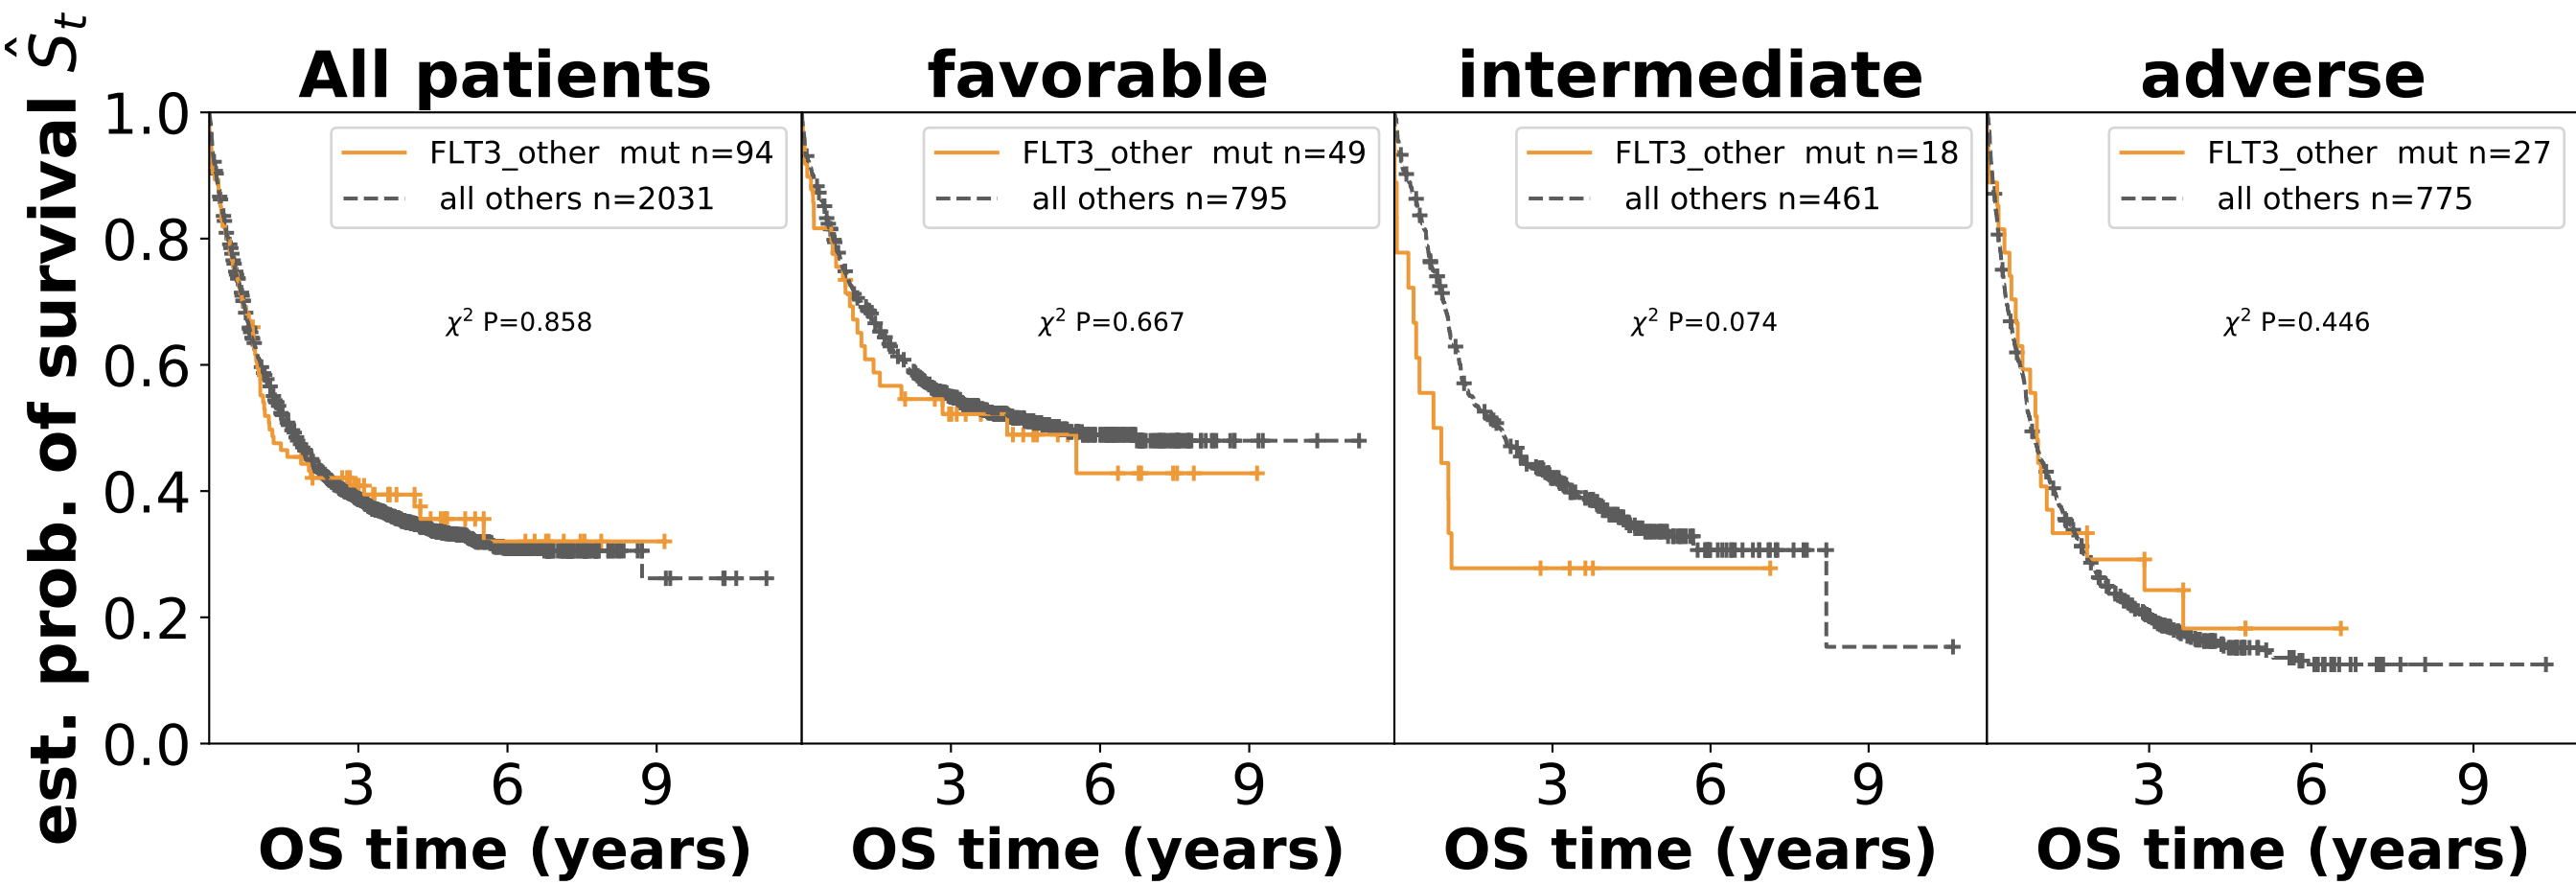 est. prob. of survival Ŝt
All patients
1.0
0.8
0.6
0.4
0.2
0.0
FLT3_other mut n=94
all others n=2031
χ² P=0.858
3 6 9
OS time (years)
favorable
FLT3_other mut n=49
all others n=795
χ² P=0.667
3 6 9
OS time (years)
intermediate
FLT3_other mut n=18
all others n=461
χ² P=0.074
3 6 9
OS time (years)
adverse
FLT3_other mut n=27
all others n=775
χ² P=0.446
3 6 9
OS time (years)